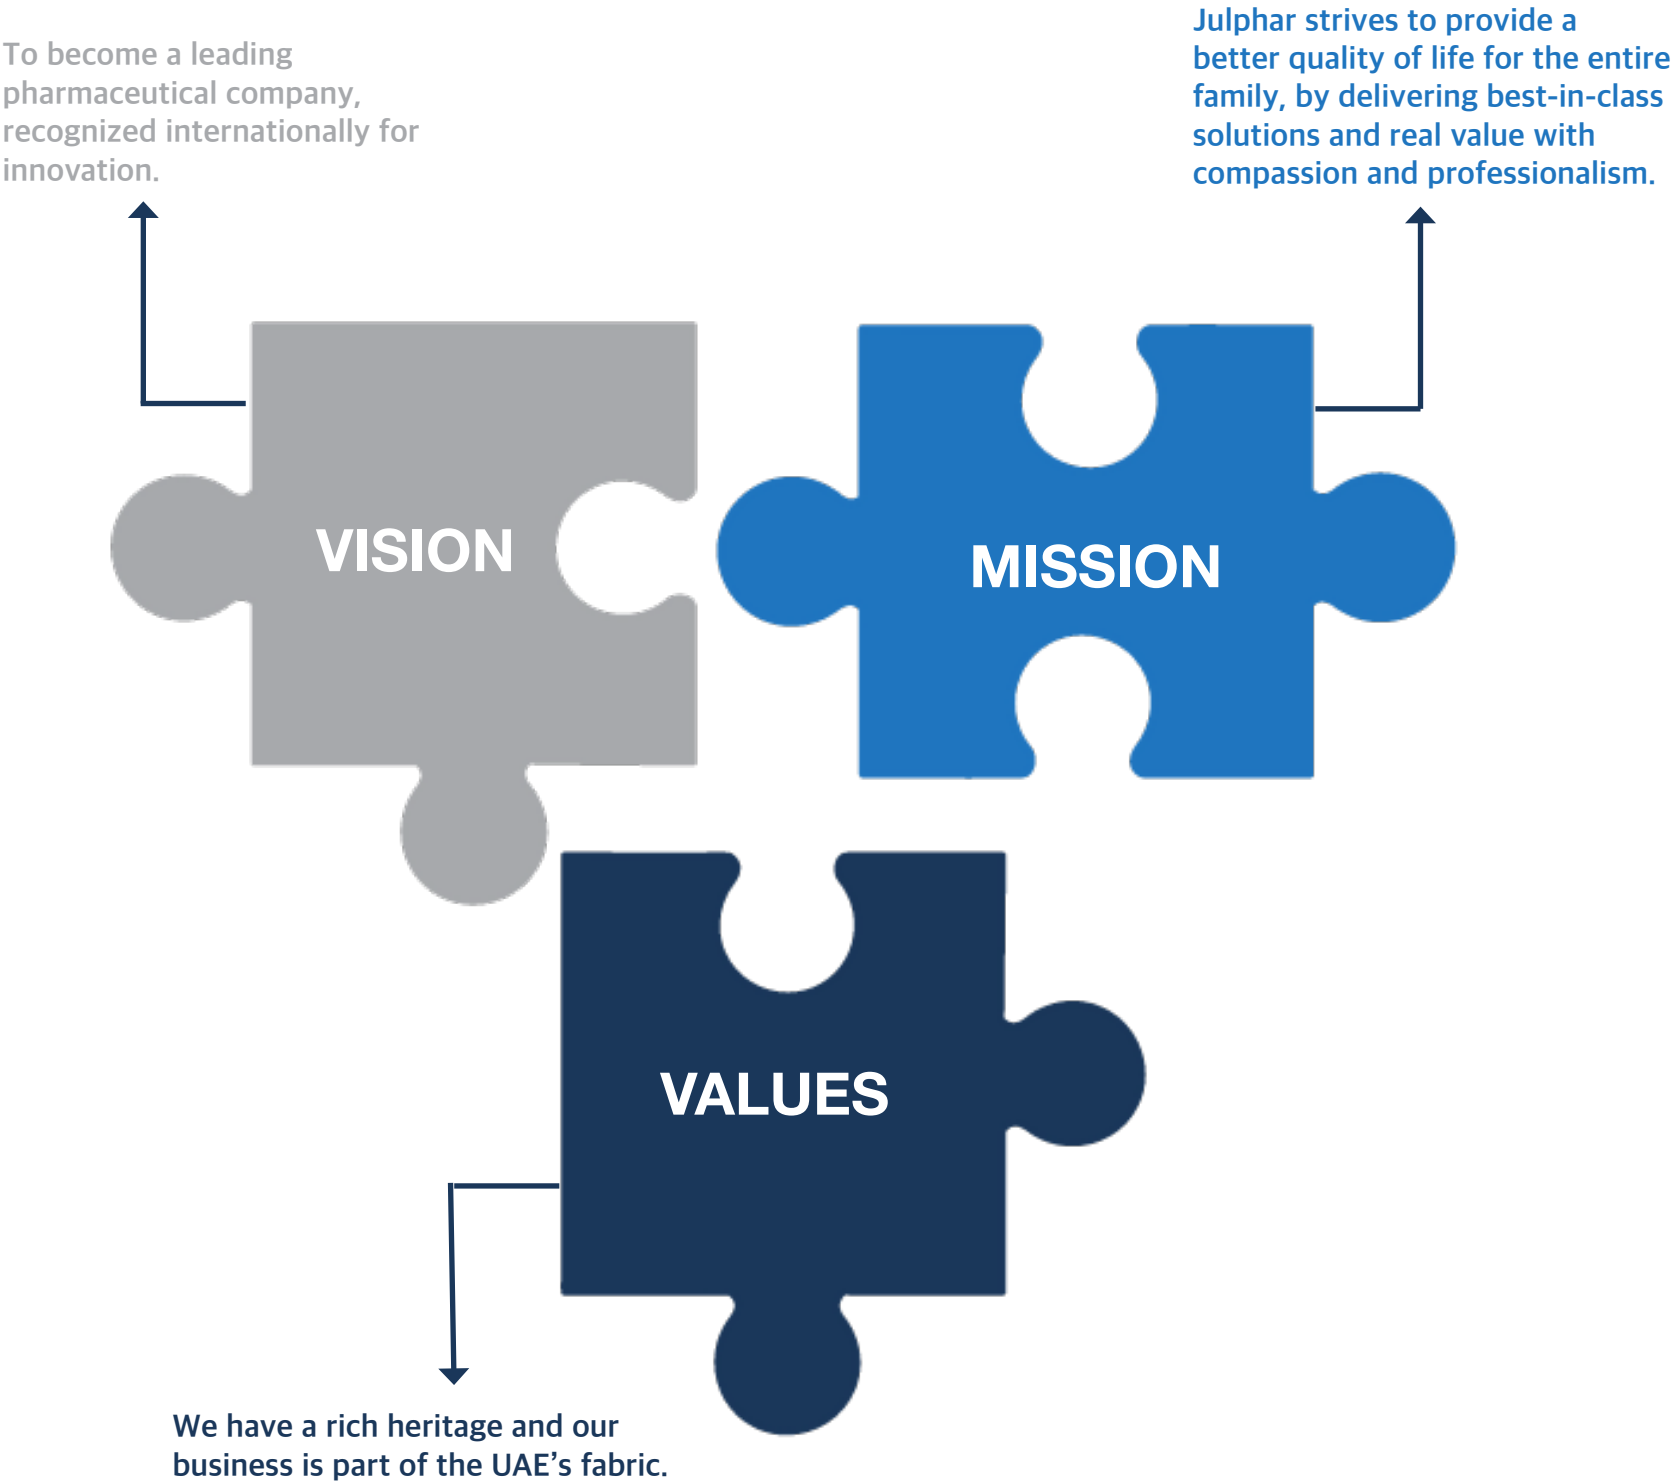 To become a leading
pharmaceutical company,
recognized internationally for
innovation.
Julphar strives to provide a
better quality of life for the entire
family, by delivering best-in-class
solutions and real value with
compassion and professionalism.
VISION
MISSION
VALUES
We have a rich heritage and our
business is part of the UAE’s fabric.